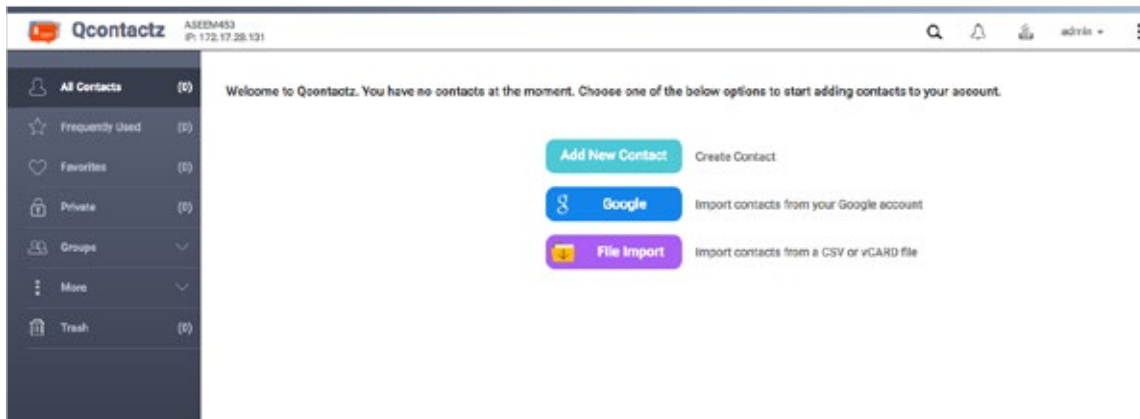 Qcontactz
ASEEM453
IP: 172.17.28.131
admin
All Contacts (0)
Frequently Used (0)
Favorites (0)
Private (0)
Groups
More
Trash (0)
Welcome to Qcontactz. You have no contacts at the moment. Choose one of the below options to start adding contacts to your account.
Add New Contact Create Contact
Google Import contacts from your Google account
File Import Import contacts from a CSV or vCARD file